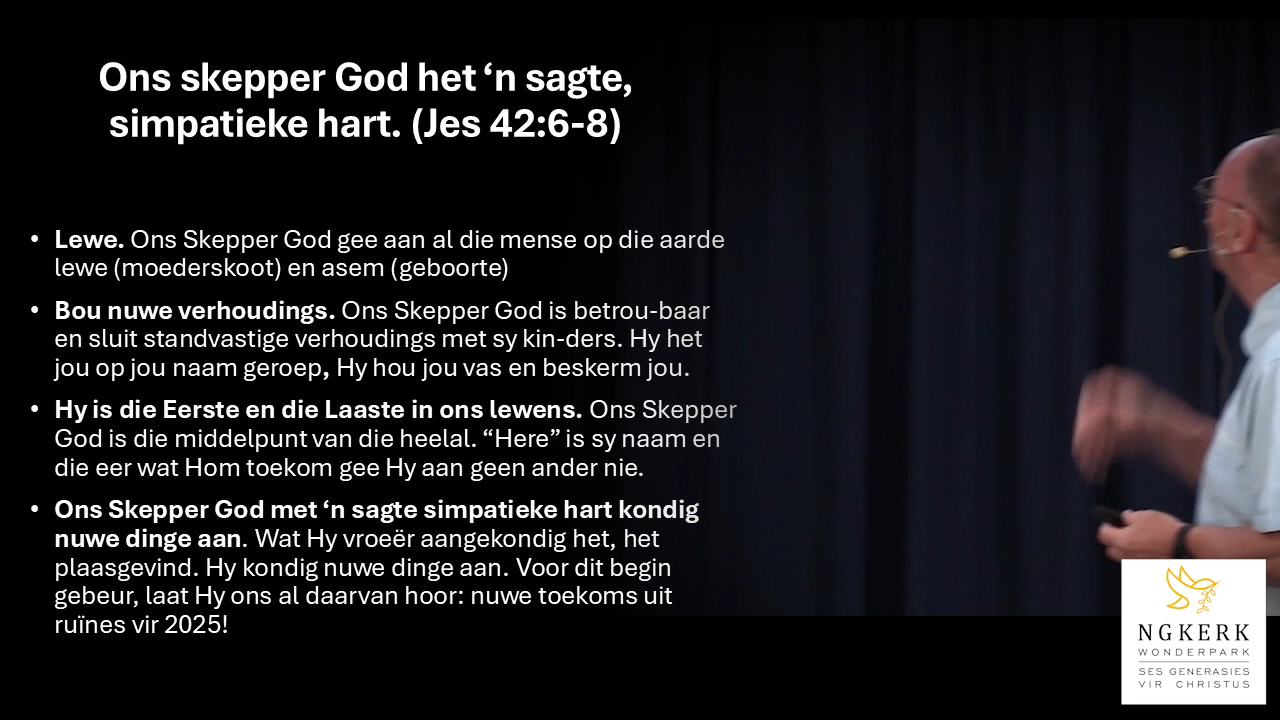 Ons skepper God het ‘n sagte,
simpatieke hart. (Jes 42:6-8)
• Lewe. Ons Skepper God gee aan al die mense op die aarde
lewe (moederskoot) en asem (geboorte)
• Bou nuwe verhoudings. Ons Skepper God is betrou-baar
en sluit standvastige verhoudings met sy kin-ders. Hy het
jou op jou naam geroep, Hy hou jou vas en beskerm jou.
• Hy is die Eerste en die Laaste in ons lewens. Ons Skepper
God is die middelpunt van die heelal. “Here” is sy naam en
die eer wat Hom toekom gee Hy aan geen ander nie.
• Ons Skepper God met ‘n sagte simpatieke hart kondig
nuwe dinge aan. Wat Hy vroeër aangekondig het, het
plaasgevind. Hy kondig nuwe dinge aan. Voor dit begin
gebeur, laat Hy ons al daarvan hoor: nuwe toekoms uit
ruïnes vir 2025!
NGKERK
WONDERPARK
SES GENERASIES
VIR CHRISTUS